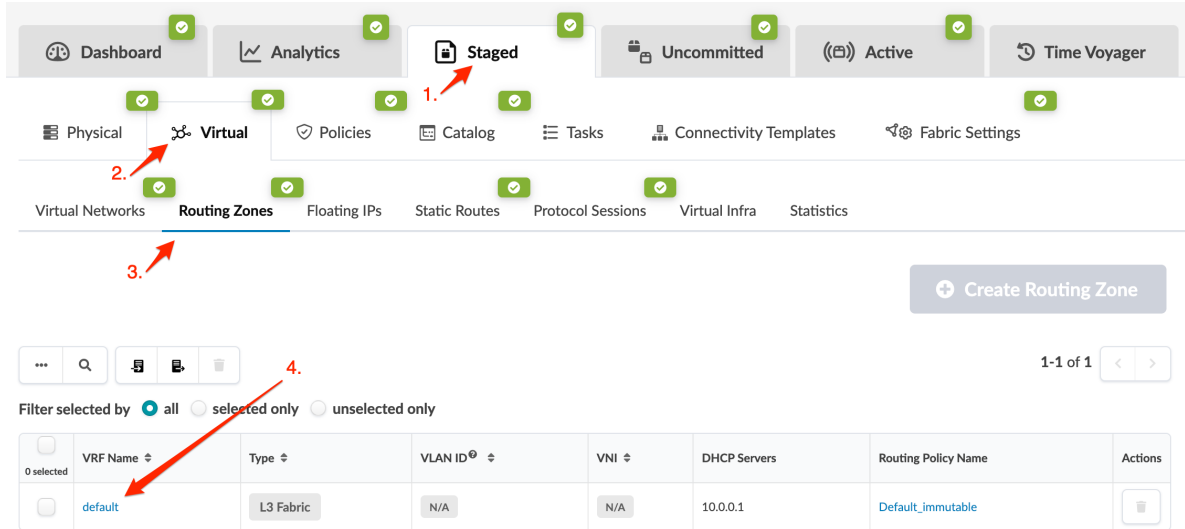 Dashboard Analytics Staged Uncommitted Active Time Voyager
1.
Physical Virtual Policies Catalog Tasks Connectivity Templates Fabric Settings
2.
Virtual Networks Routing Zones Floating IPs Static Routes Protocol Sessions Virtual Infra Statistics
3.
Create Routing Zone
1-1 of 1
4.
Filter selected by all selected only unselected only
0 selected VRF Name Type VLAN ID? VNI DHCP Servers Routing Policy Name Actions
default L3 Fabric N/A N/A 10.0.0.1 Default_immutable